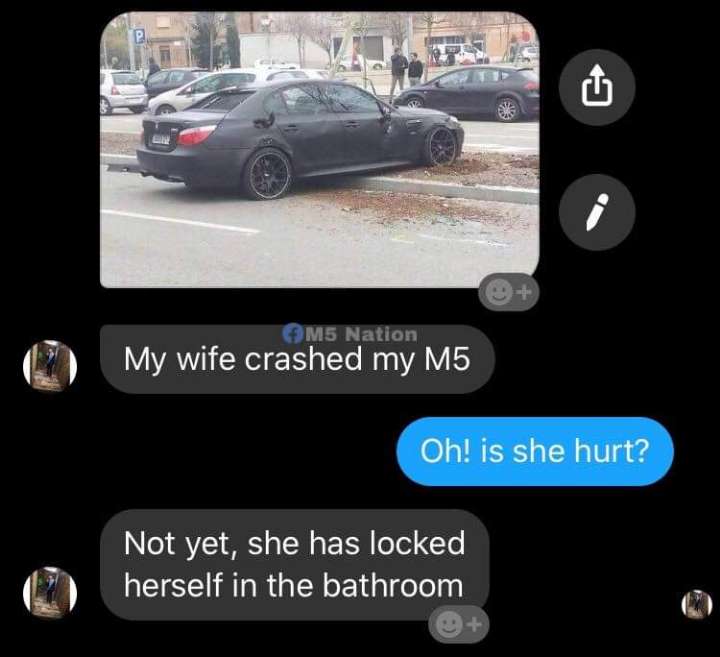 P
M5 Nation
My wife crashed my M5
Oh! is she hurt?
Not yet, she has locked
herself in the bathroom